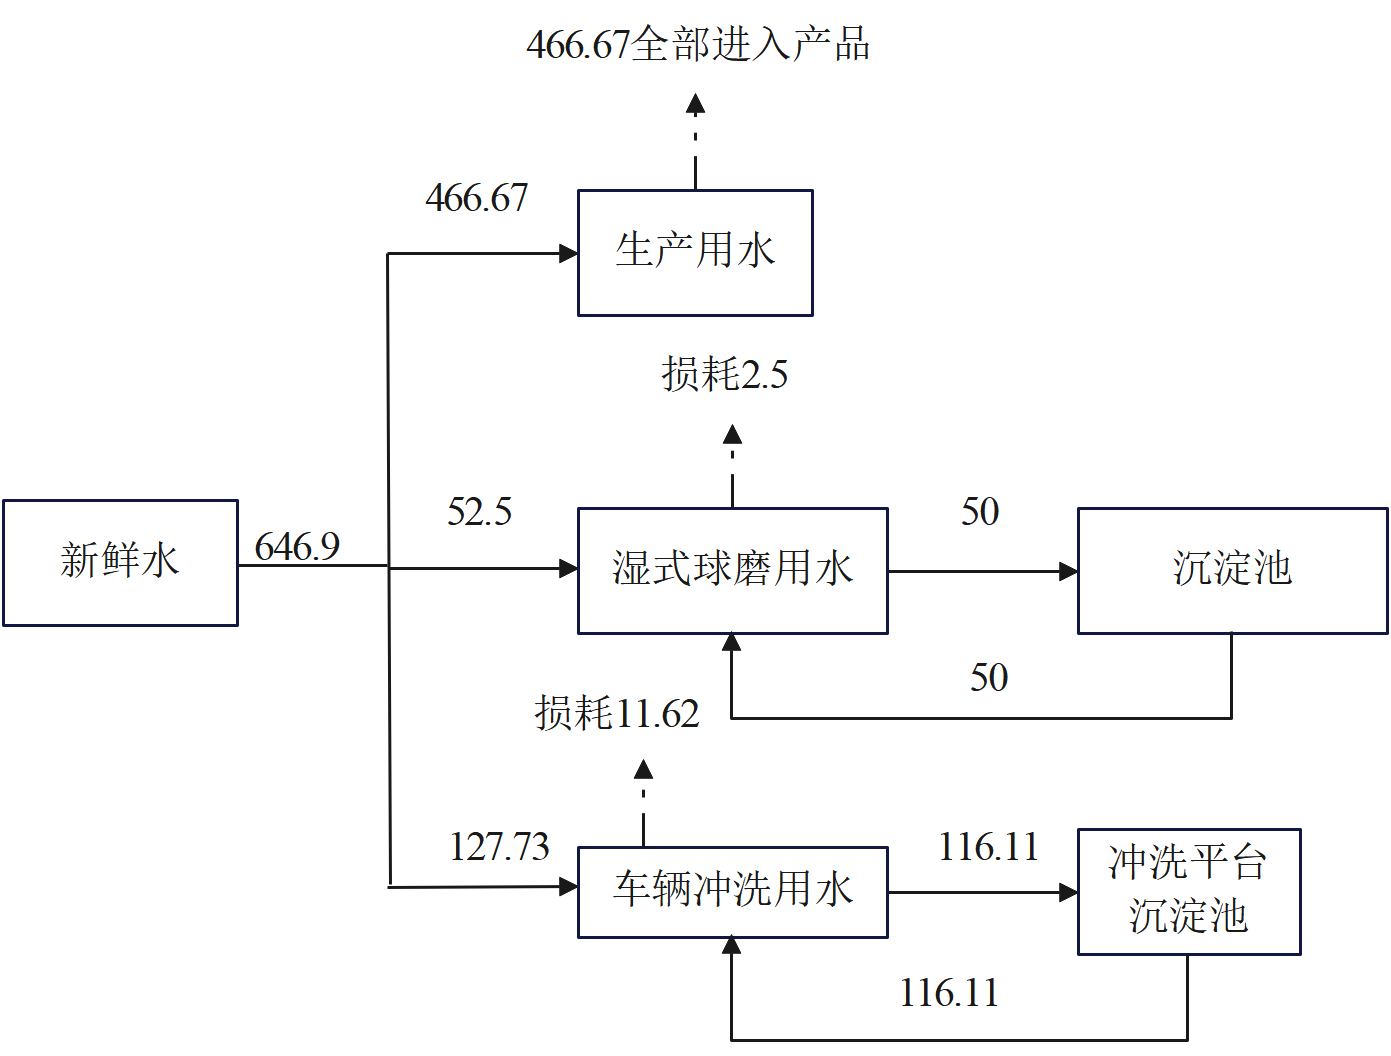 466.67全部进入产品
466.67
生产用水
损耗2.5
52.5
50
新鲜水
646.9
湿式球磨用水
沉淀池
50
损耗11.62
127.73
116.11
车辆冲洗用水
冲洗平台
沉淀池
116.11